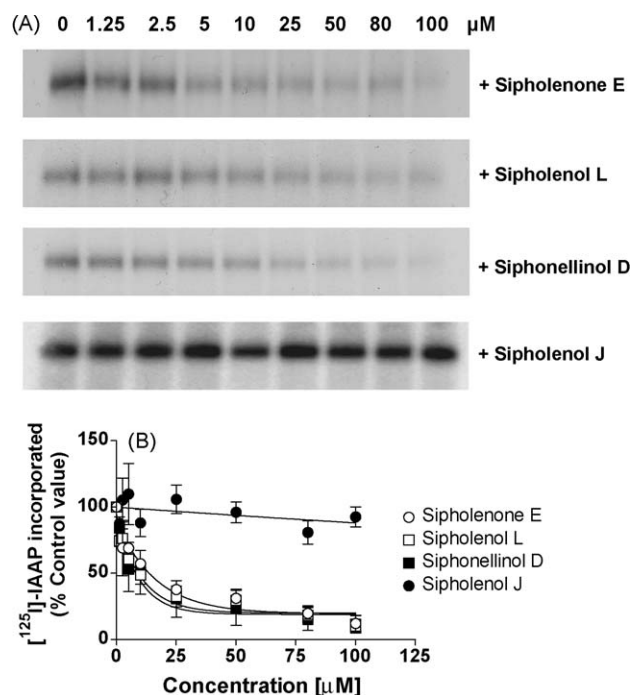 (A) 0 1.25 2.5 5 10 25 50 80 100 μM
+ Sipholenone E
+ Sipholenol L
+ Siphonellinol D
+ Sipholenol J
(B)
150
100
50
0
[125I]-IAAP incorporated
(% Control value)
0 25 50 75 100 125
Concentration [μM]
Sipholenone E
Sipholenol L
Siphonellinol D
Sipholenol J